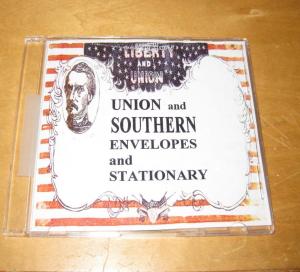 LIBERTY
AND
UNION
UNION and
SOUTHERN
ENVELOPES
and
STATIONARY